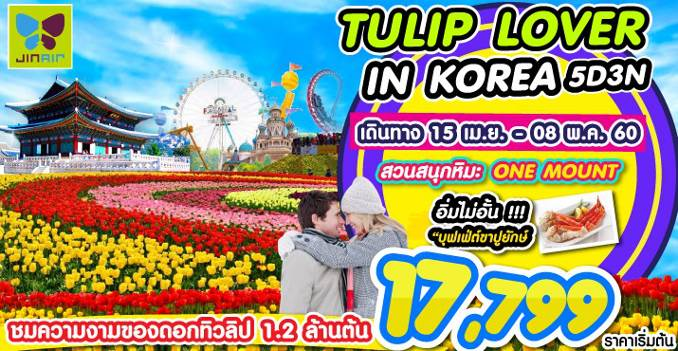 JINAIR
TULIP LOVER
IN KOREA 5D3N
เดินทาง 15 เม.ย. - 08 พ.ค. 60
สวนสนุกหิมะ ONE MOUNT
อิ่มไม่อั้น !!!
“บุฟเฟ่ต์ขาปูยักษ์
17,799
ชมความงามของดอกทิวลิป 1.2 ล้านต้น
ราคาเริ่มต้น